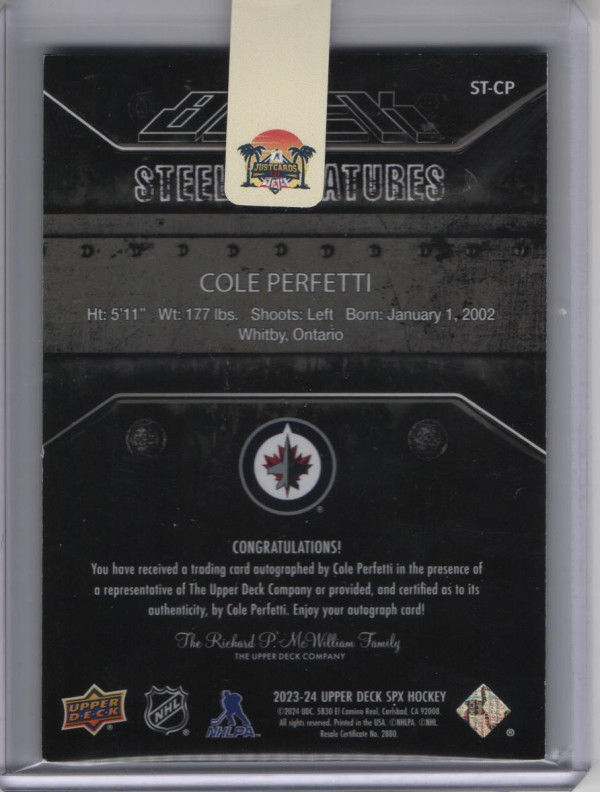 ST-CP
BLACK
JUSTCARDS
STEEL ATURES
COLE PERFETTI
Ht: 5'11" Wt: 177 lbs. Shoots: Left Born: January 1, 2002
Whitby, Ontario
CONGRATULATIONS!
You have received a trading card autographed by Cole Perfetti in the presence of
a representative of The Upper Deck Company or provided, and certified as to its
authenticity, by Cole Perfetti. Enjoy your autograph card!
The Richard P. McWilliam Family
THE UPPER DECK COMPANY
UPPER DECK
NHL
NHLPA
2023-24 UPPER DECK SPX HOCKEY
©2024 UDC. 5830 El Camino Real, Carlsbad, CA 92008.
All rights reserved. Printed in the USA. ©NHLPA. ©NHL.
Resale Certificate No. 2880.